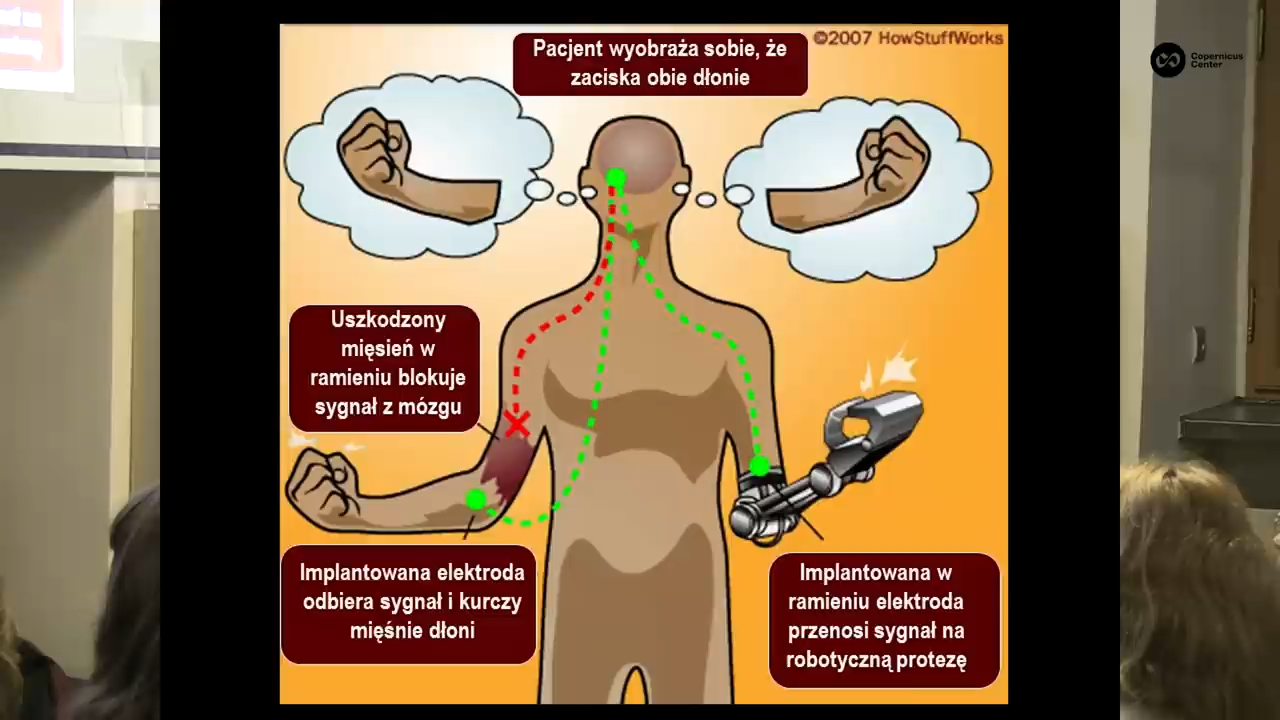 Pacjent wyobraża sobie, że
zaciska obie dłonie
©2007 HowStuffWorks
Copernicus
Center
Uszkodzony
mięsień w
ramieniu blokuje
sygnał z mózgu
Implantowana elektroda
odbiera sygnał i kurczy
mięśnie dłoni
Implantowana w
ramieniu elektroda
przenosi sygnał na
robotyczną protezę